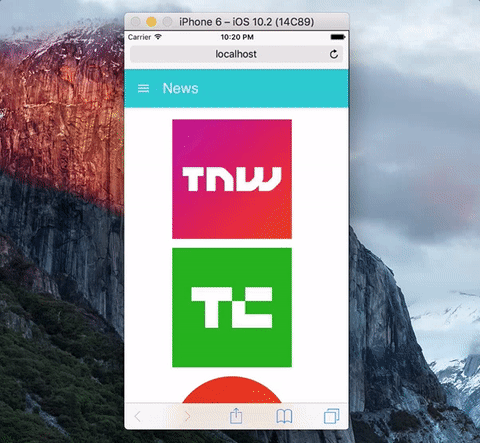 iPhone 6 – iOS 10.2 (14C89)
Carrier 10:20 PM
localhost
News
TNW
TC